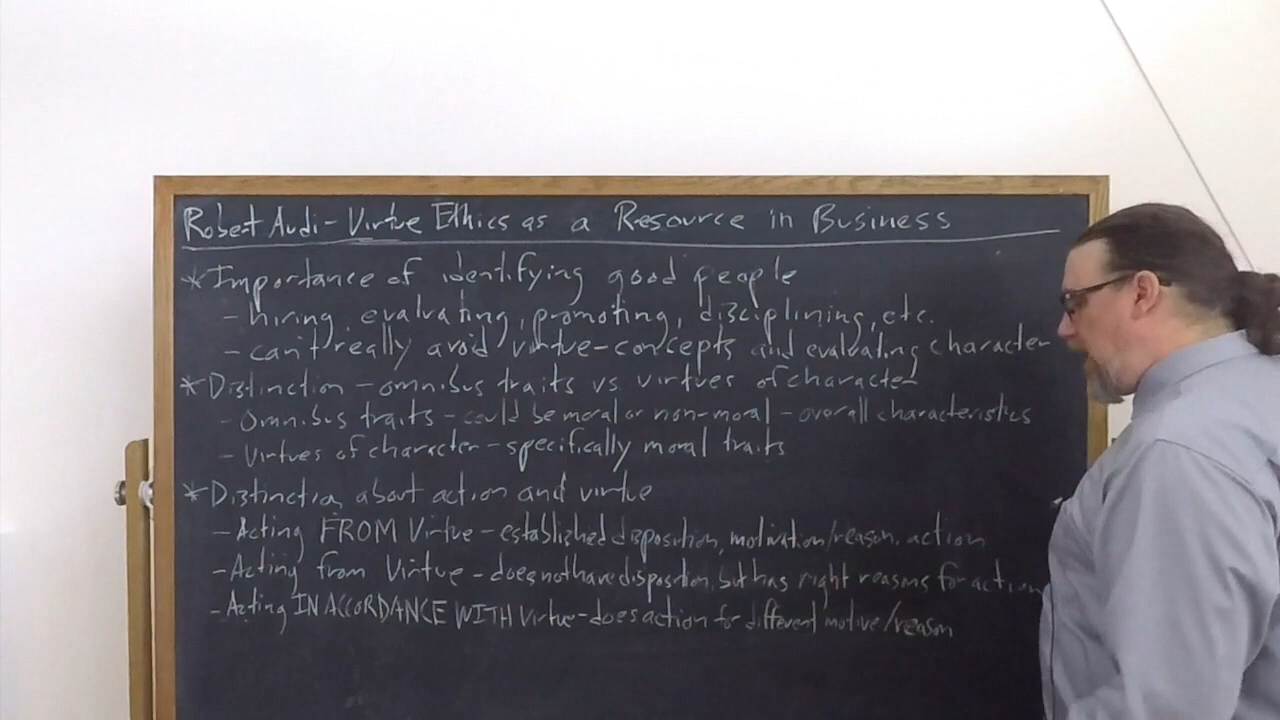 Robert Audi - Virtue Ethics as a Resource in Business
* Importance of identifying good people
- hiring, evaluating, promoting, disciplining, etc.
- can't really avoid virtue-concepts and evaluating character
* Distinction - omnibus traits vs. virtues of character
- Omnibus traits - could be moral or non-moral - overall characteristics
- Virtues of character - specifically moral traits
* Distinction about action and virtue
- Acting FROM Virtue - established disposition, motivation/reason, action
- Acting from Virtue - does not have disposition, but has right reasons for action
- Acting IN ACCORDANCE WITH Virtue - does action for different motive/reason